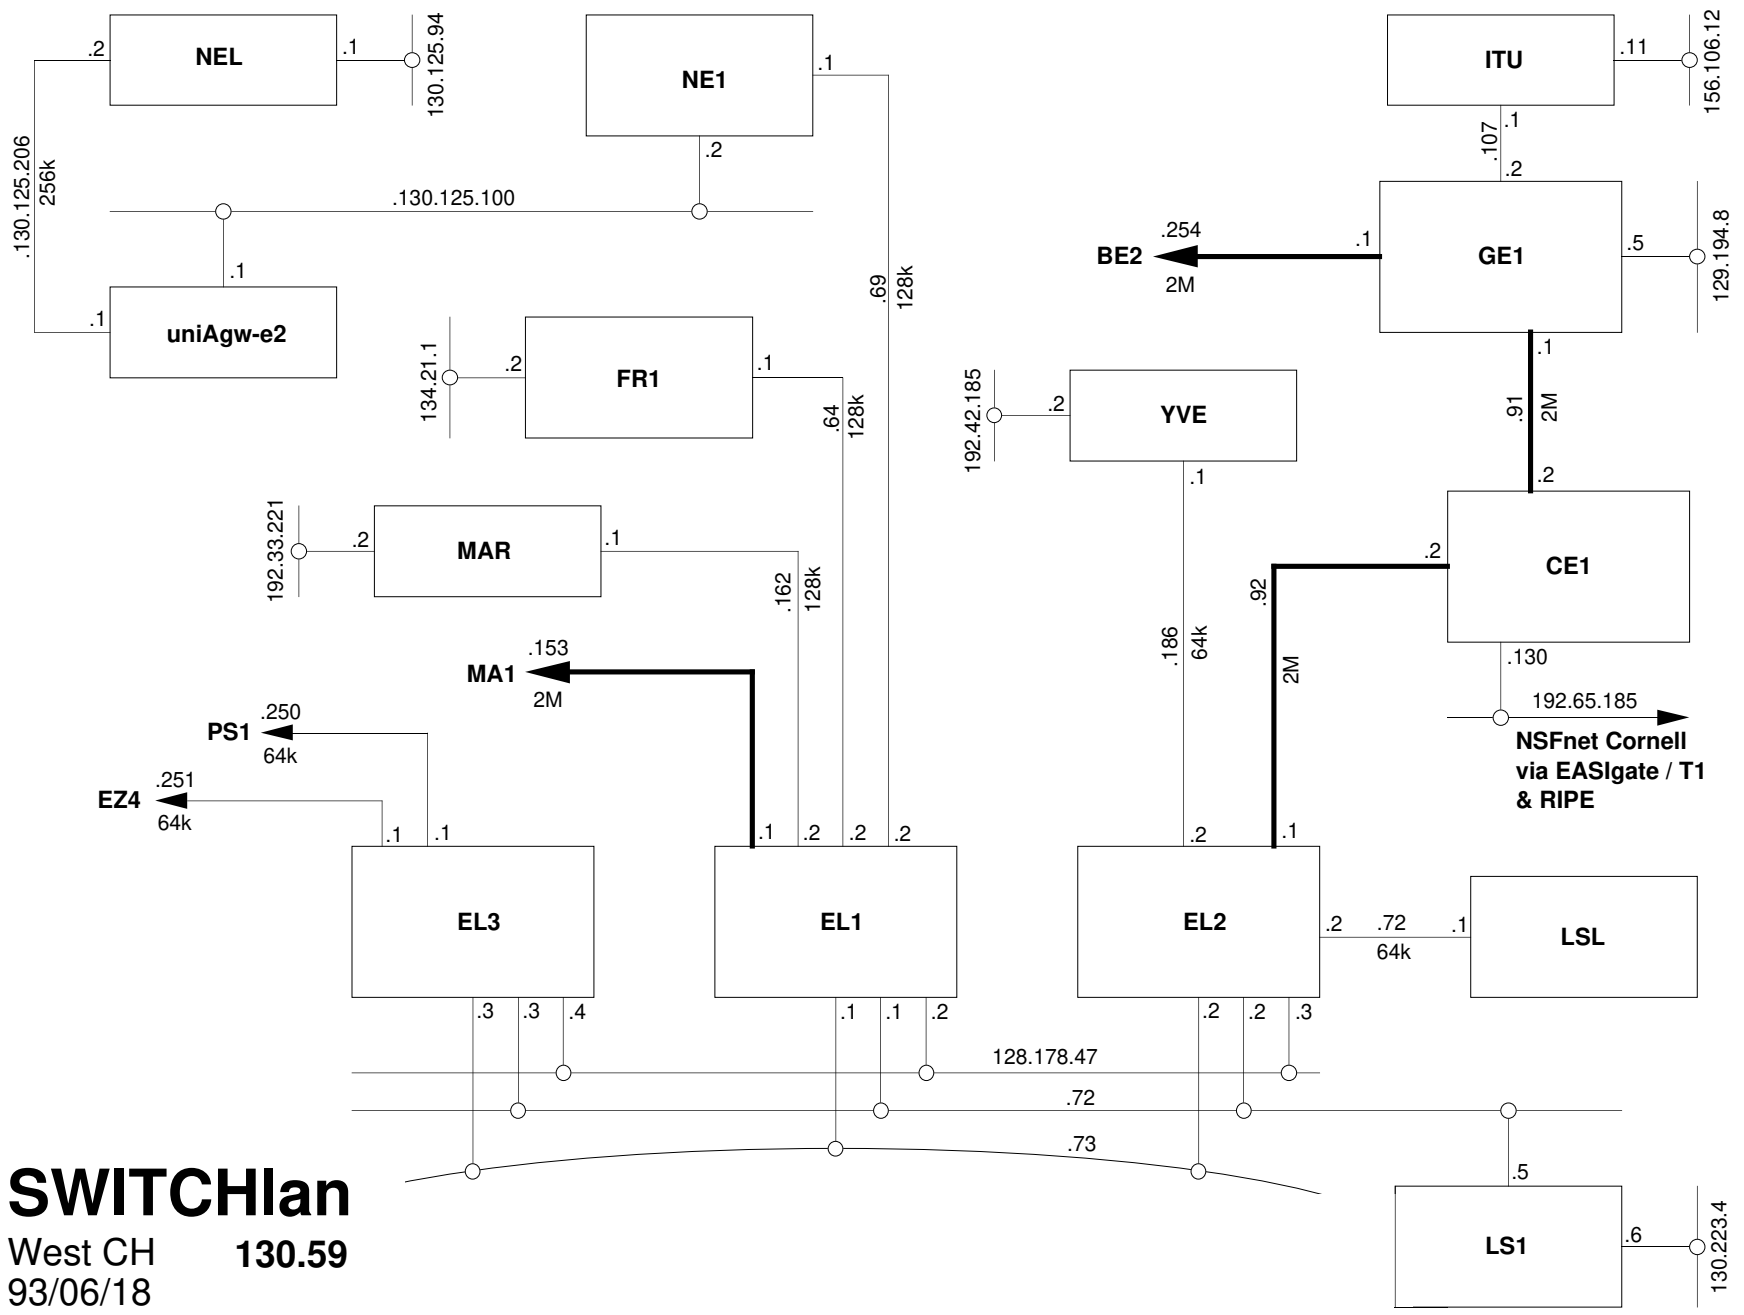 .2
NEL
.1
130.125.94
.130.125.206
256k
NE1
.1
.2
.130.125.100
.1
.1
uniAgw-e2
.69
128k
134.21.1
.2
FR1
.1
.64
128k
192.33.221
.2
MAR
.1
.162
128k
MA1
.153
2M
PS1
.250
64k
EZ4
.251
64k
ITU
.11
156.106.12
.1
.107
.2
BE2
.254
2M
.1
GE1
.5
129.194.8
.1
.91
2M
.2
192.42.185
.2
YVE
.1
.186
64k
.2
CE1
.92
2M
.130
192.65.185
NSFnet Cornell
via EASIgate / T1
& RIPE
.1
.1
EL3
.3
.3
.4
.1
.2
.2
.2
EL1
.1
.1
.2
.2
.1
EL2
.2
.72
.1
64k
LSL
.2
.2
.3
128.178.47
.72
.73
.5
LS1
.6
130.223.4
SWITCHlan
West CH 130.59
93/06/18